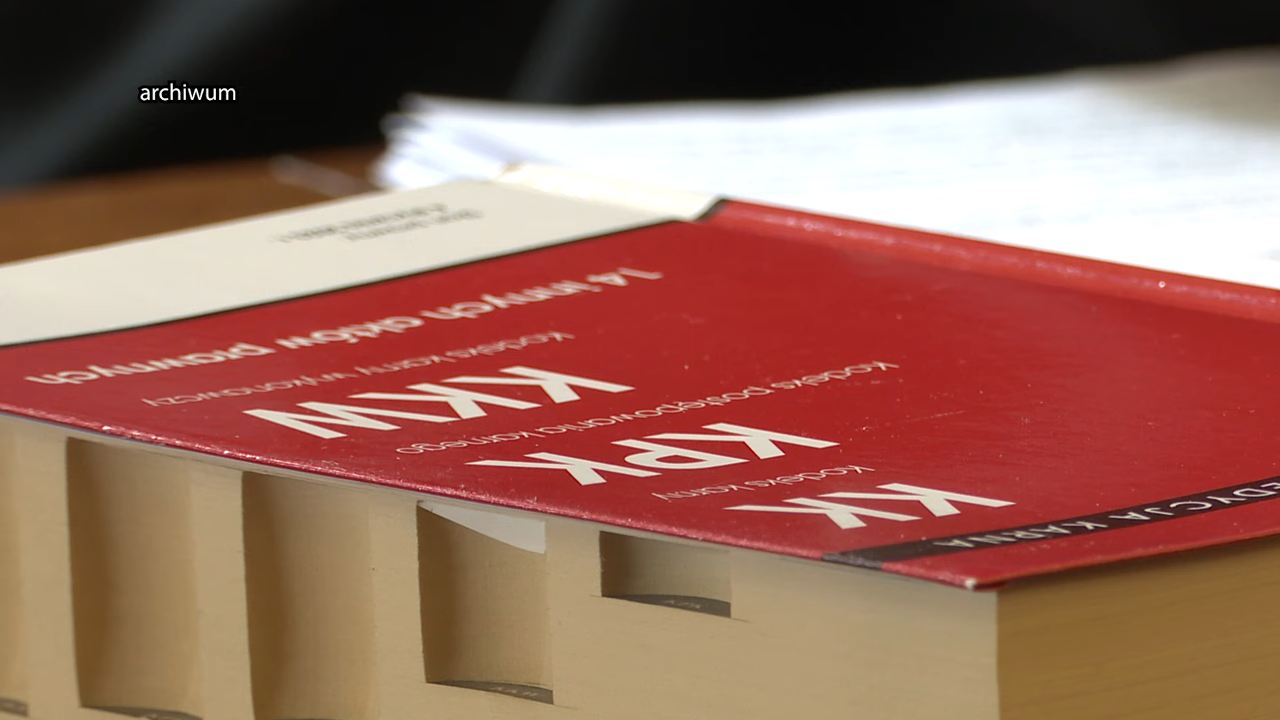 archiwum
EDYCJA KARNA
KK
Kodeks karny
KPK
Kodeks postępowania karnego
KKW
Kodeks karny wykonawczy
14 innych aktów prawnych